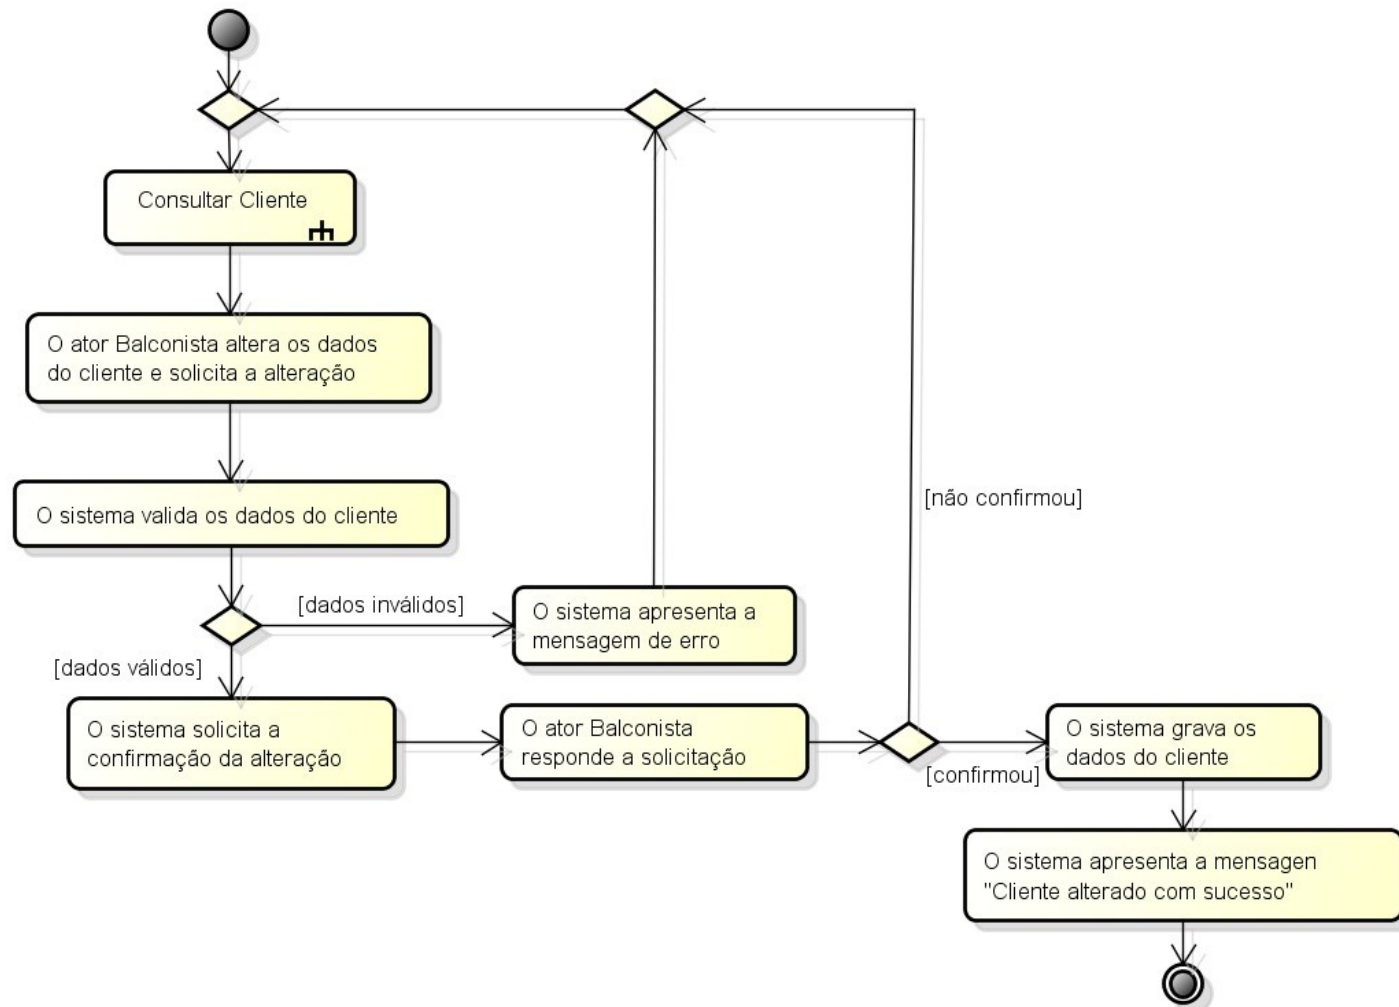 Consultar Cliente
O ator Balconista altera os dados
do cliente e solicita a alteração
O sistema valida os dados do cliente
[não confirmou]
[dados inválidos]
O sistema apresenta a
mensagem de erro
[dados válidos]
O sistema solicita a
confirmação da alteração
O ator Balconista
responde a solicitação
[confirmou]
O sistema grava os
dados do cliente
O sistema apresenta a mensagen
"Cliente alterado com sucesso"